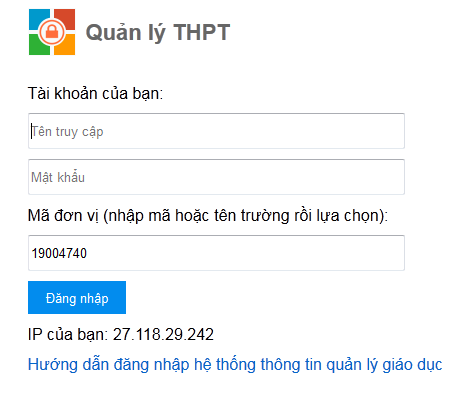 Quản lý THPT
Tài khoản của bạn:
Tên truy cập
Mật khẩu
Mã đơn vị (nhập mã hoặc tên trường rồi lựa chọn):
19004740
Đăng nhập
IP của bạn: 27.118.29.242
Hướng dẫn đăng nhập hệ thống thông tin quản lý giáo dục